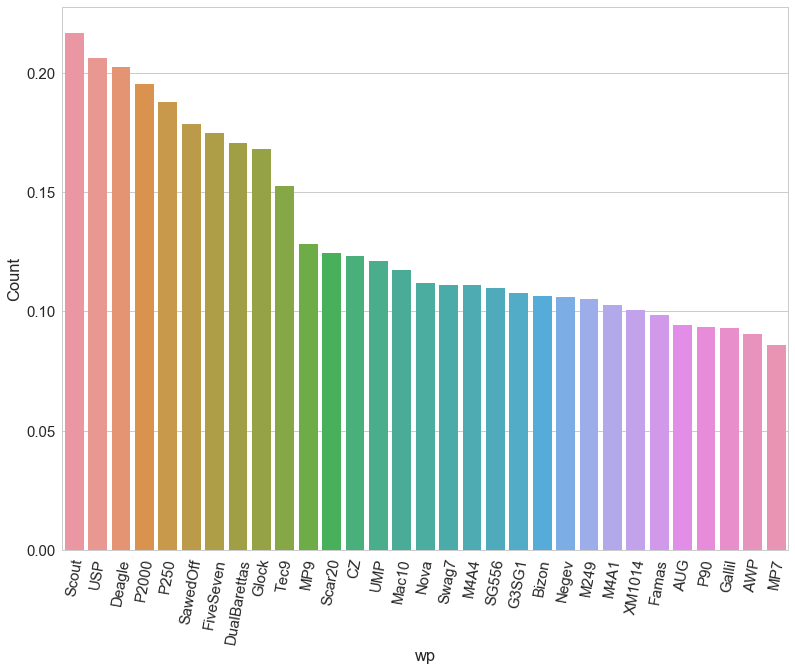 0.20
0.15
0.10
0.05
0.00
Count
Scout
USP
Deagle
P2000
P250
SawedOff
FiveSeven
DualBarettas
Glock
Tec9
MP9
Scar20
CZ
UMP
Mac10
Nova
Swag7
M4A4
SG556
G3SG1
Bizon
Negev
M249
M4A1
XM1014
Famas
AUG
P90
Gallil
AWP
MP7
wp